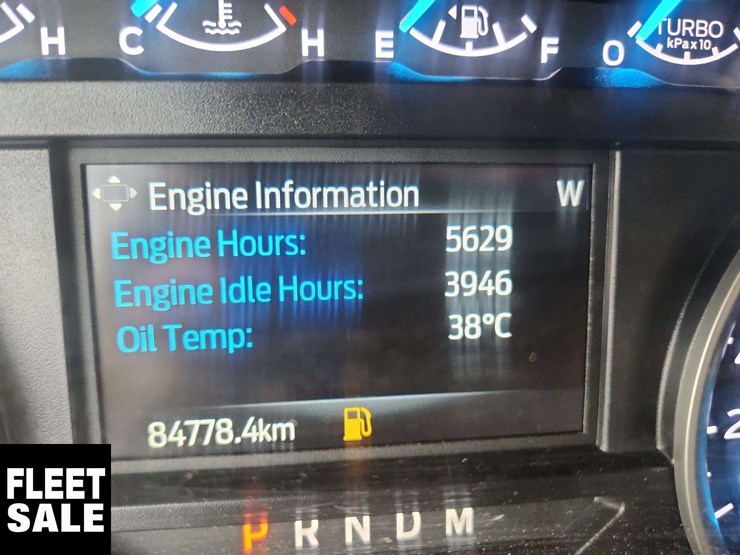 H
C H
E F
O TURBO
kPa x 10
Engine Information W
Engine Hours: 5629
Engine Idle Hours: 3946
Oil Temp: 38°C
84778.4km
FLEET
SALE
P R N D M
2